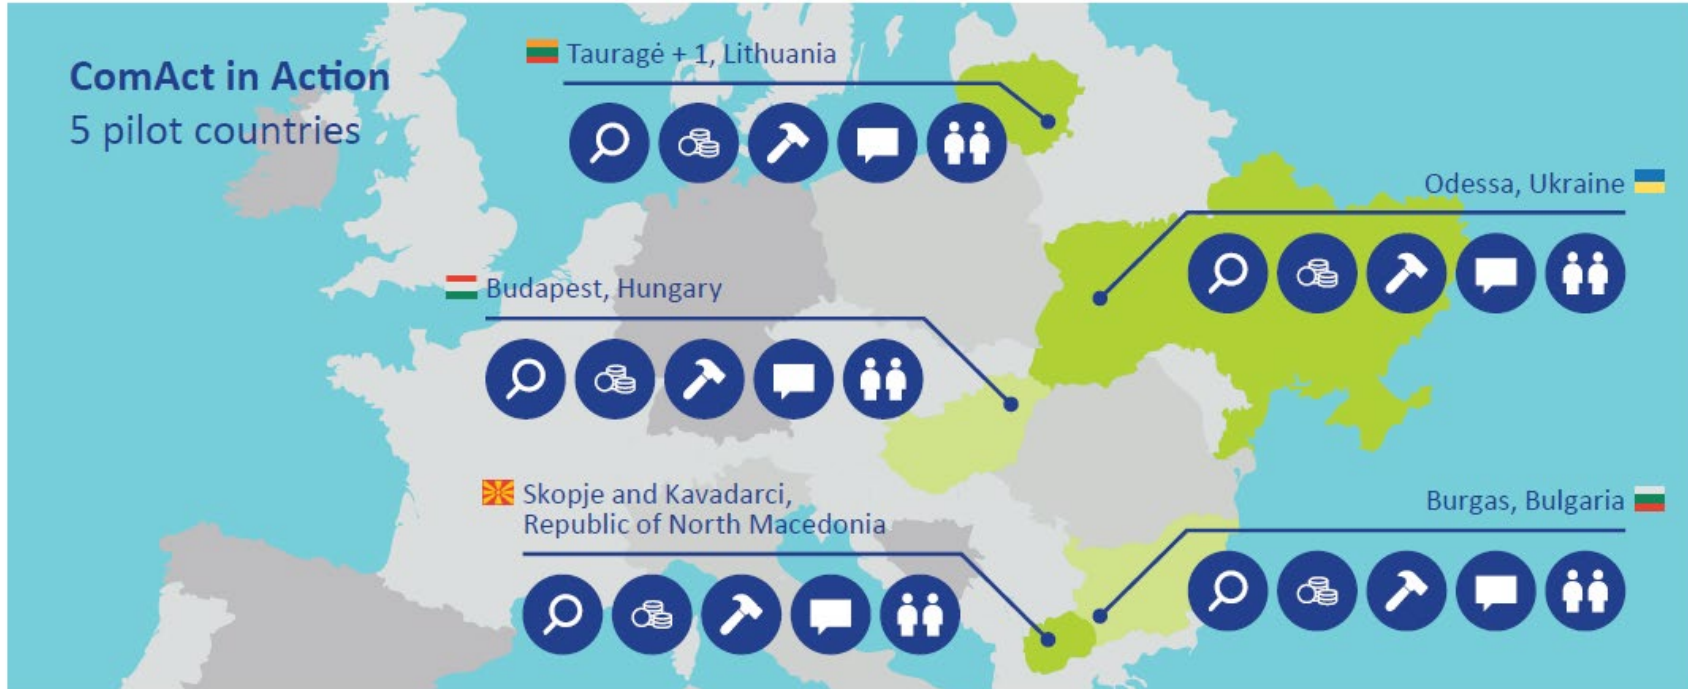 ComAct in Action
5 pilot countries
Tauragė + 1, Lithuania
Odessa, Ukraine
Budapest, Hungary
Skopje and Kavadarci,
Republic of North Macedonia
Burgas, Bulgaria